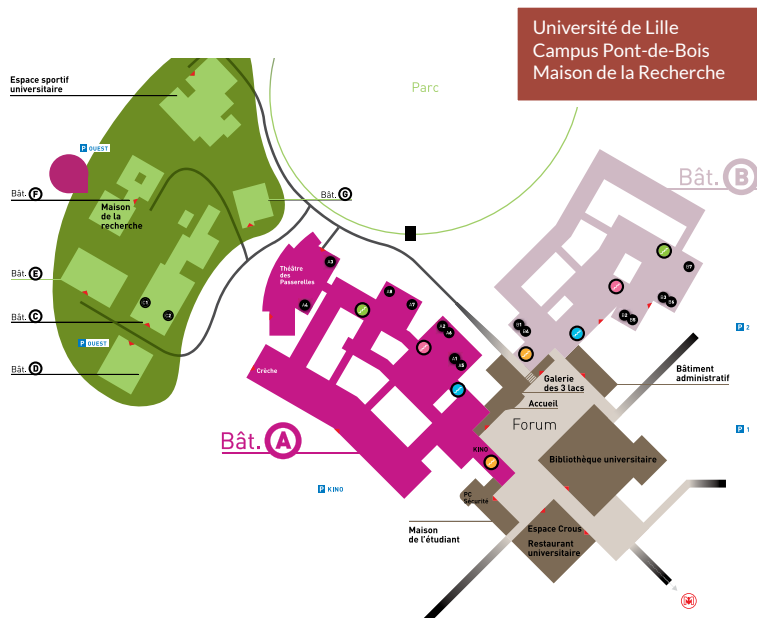 Université de Lille
Campus Pont-de-Bois
Maison de la Recherche
Espace sportif
universitaire
Parc
P OUEST
Bât. B
Bât. F
Bât. G
Maison
de la
recherche
A3
Théâtre
des
Passerelles
B7
Bât. E
C1
C2
A4
A8
A7
B3
B6
Bât. C
B2
B5
A2
A6
B1
B4
P 2
P OUEST
A1
A5
Bât. D
Crèche
Bâtiment
administratif
Galerie
des 3 lacs
Accueil
Forum
Bât. A
P 1
KINO
Bibliothèque universitaire
P KINO
PC
Sécurité
Maison
de l'étudiant
Espace Crous
Restaurant
universitaire